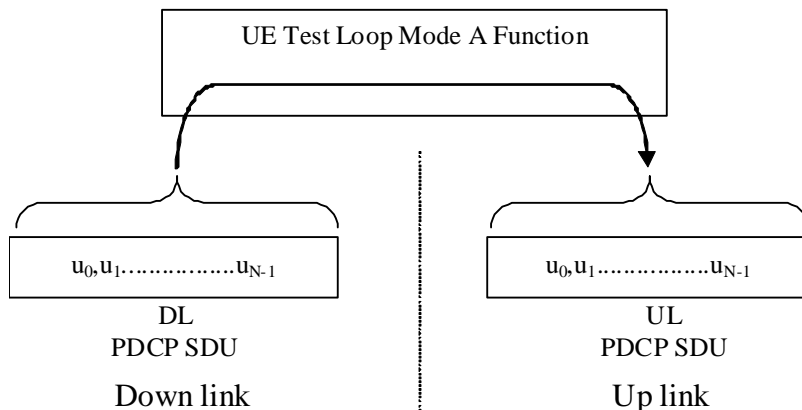 UE Test Loop Mode A Function
u0,u1..................uN-1
u0,u1..................uN-1
DL
PDCP SDU
UL
PDCP SDU
Down link
Up link